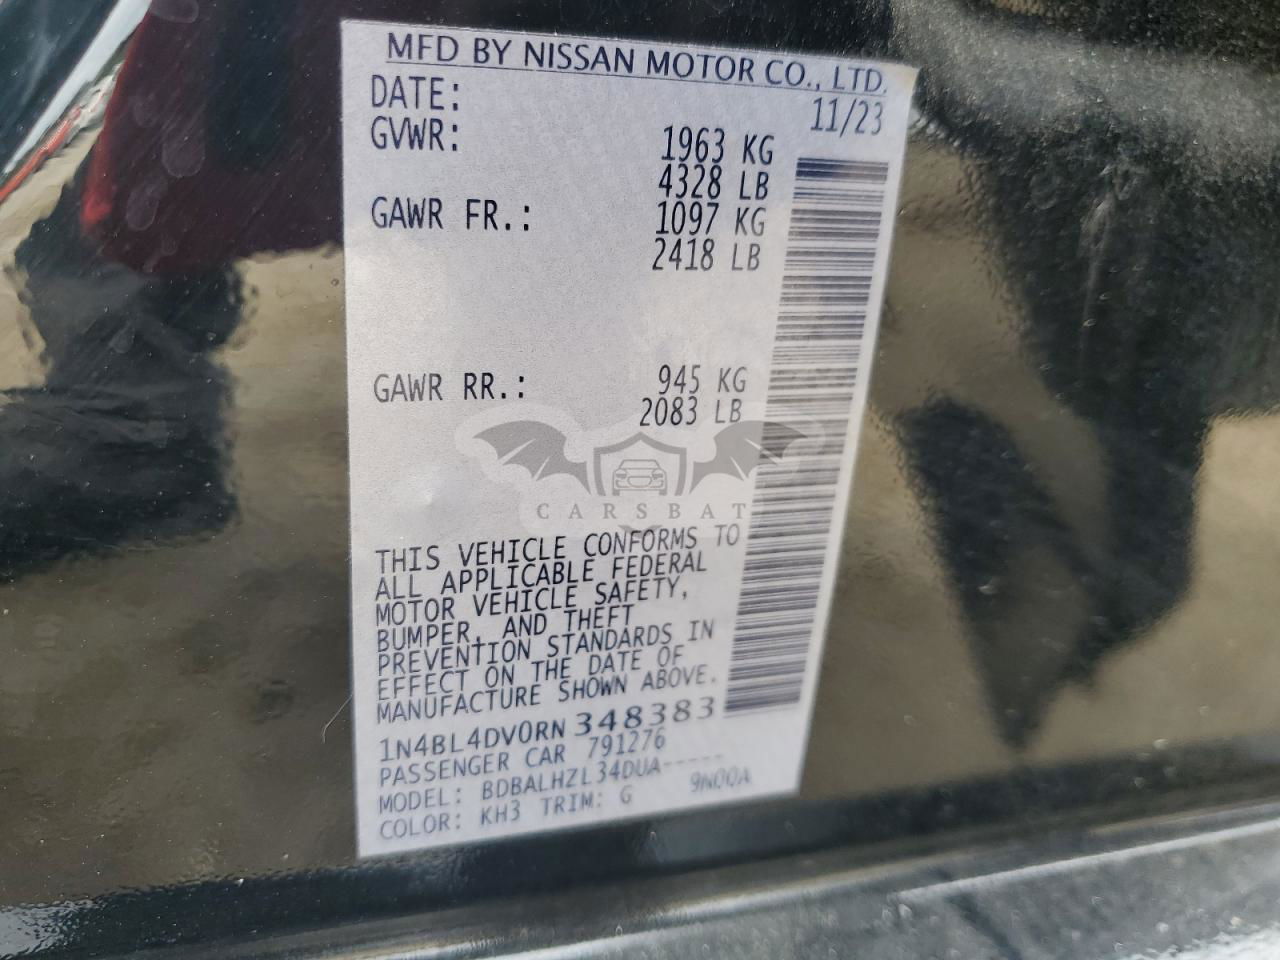 MFD BY NISSAN MOTOR CO., LTD.
DATE: 11/23
GVWR: 1963 KG
4328 LB
GAWR FR.: 1097 KG
2418 LB
GAWR RR.: 945 KG
2083 LB
CARSBAT
THIS VEHICLE CONFORMS TO
ALL APPLICABLE FEDERAL
MOTOR VEHICLE SAFETY,
BUMPER, AND THEFT
PREVENTION STANDARDS IN
EFFECT ON THE DATE OF
MANUFACTURE SHOWN ABOVE.
1N4BL4DV0RN348383
PASSENGER CAR 791276
MODEL: BDBALHZL34DUA-----
COLOR: KH3 TRIM: G 9N00A